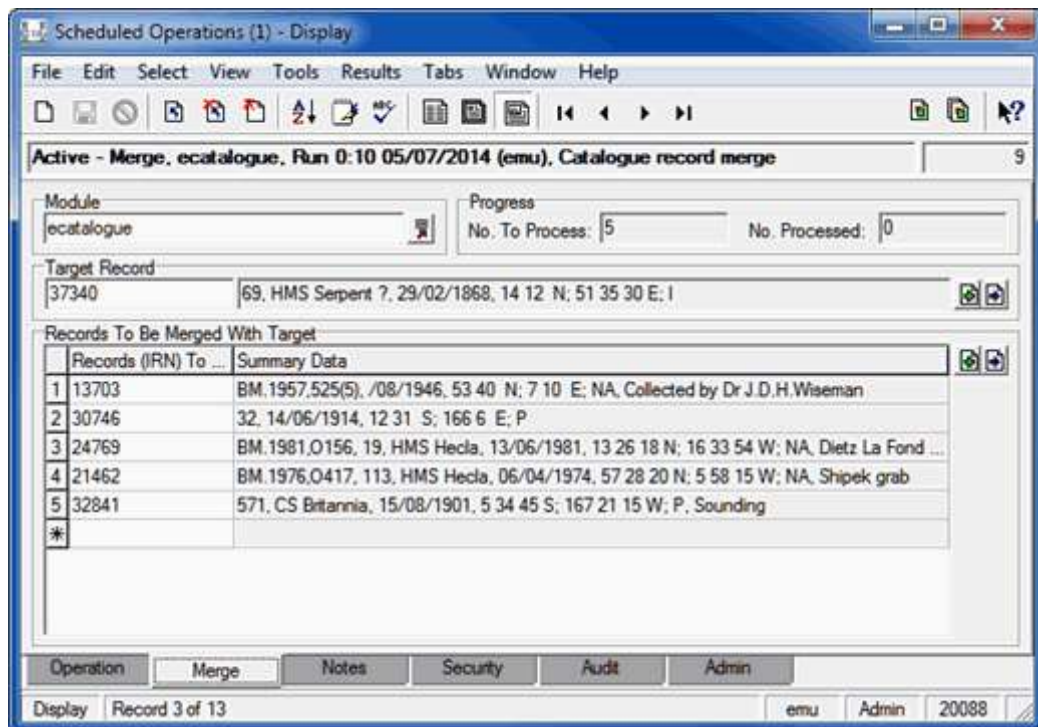 Scheduled Operations (1) - Display
File Edit Select View Tools Results Tabs Window Help
Active - Merge, ecatalogue, Run 0:10 05/07/2014 (emu), Catalogue record merge 9
Module Progress
ecatalogue No. To Process: 5 No. Processed: 0
Target Record
37340 69, HMS Serpent ?, 29/02/1868, 14 12 N; 51 35 30 E; I
Records To Be Merged With Target
Records (IRN) To ... Summary Data
1 13703 BM.1957,525(5), /08/1946, 53 40 N; 7 10 E; NA, Collected by Dr J.D.H.Wiseman
2 30746 32, 14/06/1914, 12 31 S; 166 6 E; P
3 24769 BM.1981,O156, 19, HMS Hecla, 13/06/1981, 13 26 18 N; 16 33 54 W; NA, Dietz La Fond ...
4 21462 BM.1976,O417, 113, HMS Hecla, 06/04/1974, 57 28 20 N; 5 58 15 W; NA, Shipek grab
5 32841 571, CS Britannia, 15/08/1901, 5 34 45 S; 167 21 15 W; P, Sounding
*
Operation Merge Notes Security Audit Admin
Display Record 3 of 13 emu Admin 20088